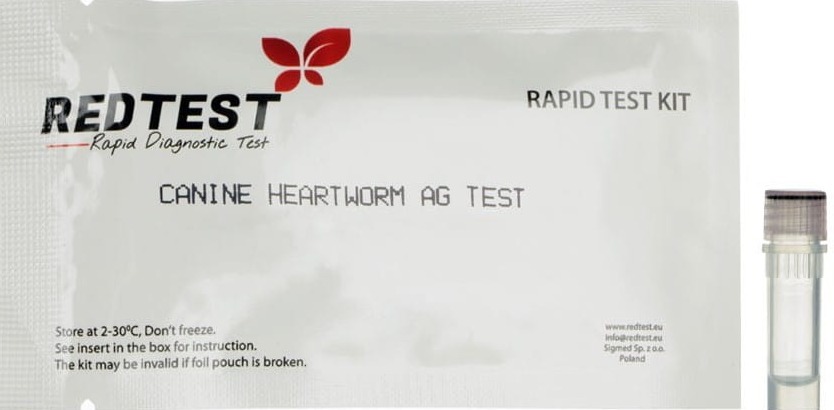 REDTEST
Rapid Diagnostic Test
RAPID TEST KIT
CANINE HEARTWORM AG TEST
Store at 2-30ºC, Don't freeze.
See insert in the box for instruction.
The kit may be invalid if foil pouch is broken.
www.redtest.eu
info@redtest.eu
Sigmed Sp. z o.o.
Poland